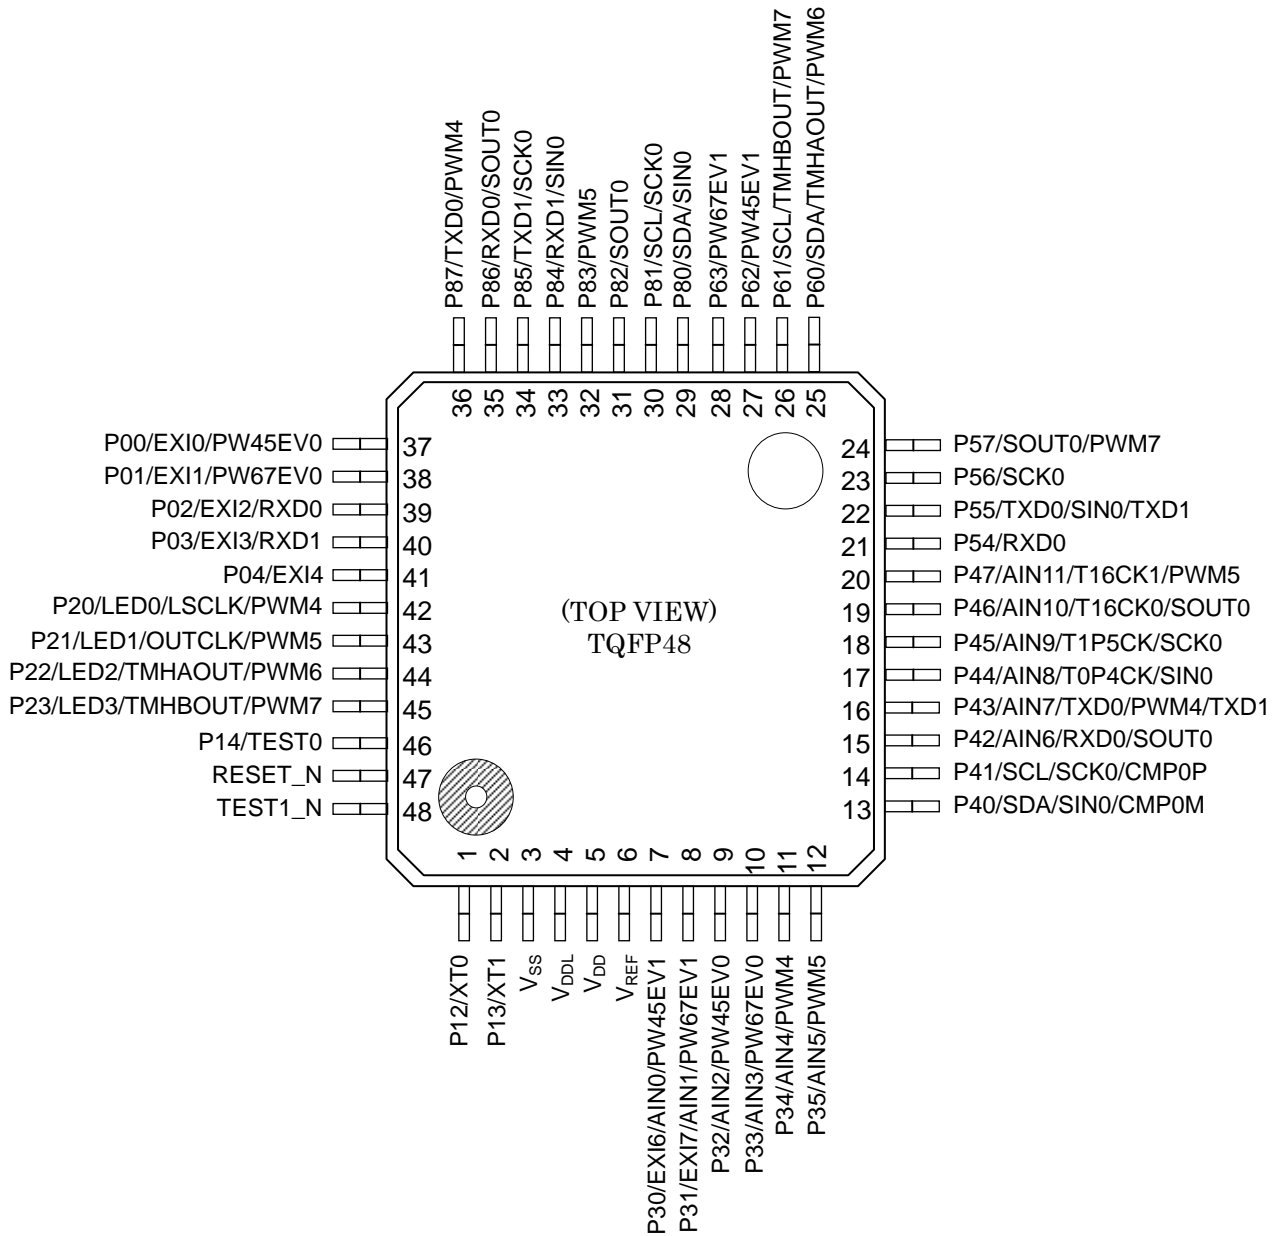 P87/TXD0/PWM4
P86/RXD0/SOUT0
P85/TXD1/SCK0
P84/RXD1/SIN0
P83/PWM5
P82/SOUT0
P81/SCL/SCK0
P80/SDA/SIN0
P63/PW67EV1
P62/PW45EV1
P61/SCL/TMHBOUT/PWM7
P60/SDA/TMHAOUT/PWM6
36
35
34
33
32
31
30
29
28
27
26
25
P00/EXI0/PW45EV0 37
P01/EXI1/PW67EV0 38
P02/EXI2/RXD0 39
P03/EXI3/RXD1 40
P04/EXI4 41
P20/LED0/LSCLK/PWM4 42
P21/LED1/OUTCLK/PWM5 43
P22/LED2/TMHAOUT/PWM6 44
P23/LED3/TMHBOUT/PWM7 45
P14/TEST0 46
RESET_N 47
TEST1_N 48
(TOP VIEW)
TQFP48
24 P57/SOUT0/PWM7
23 P56/SCK0
22 P55/TXD0/SIN0/TXD1
21 P54/RXD0
20 P47/AIN11/T16CK1/PWM5
19 P46/AIN10/T16CK0/SOUT0
18 P45/AIN9/T1P5CK/SCK0
17 P44/AIN8/T0P4CK/SIN0
16 P43/AIN7/TXD0/PWM4/TXD1
15 P42/AIN6/RXD0/SOUT0
14 P41/SCL/SCK0/CMP0P
13 P40/SDA/SIN0/CMP0M
1
2
3
4
5
6
7
8
9
10
11
12
P12/XT0
P13/XT1
VSS
VDDL
VDD
VREF
P30/EXI6/AIN0/PW45EV1
P31/EXI7/AIN1/PW67EV1
P32/AIN2/PW45EV0
P33/AIN3/PW67EV0
P34/AIN4/PWM4
P35/AIN5/PWM5